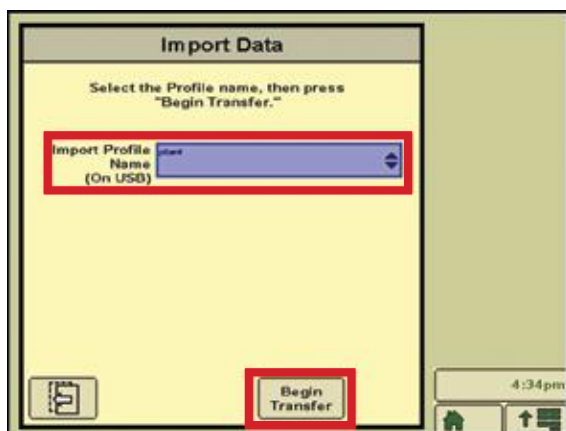 Import Data
Select the Profile name, then press
"Begin Transfer."
Import Profile
Name
(On USB)
plant
Begin
Transfer
4:34pm